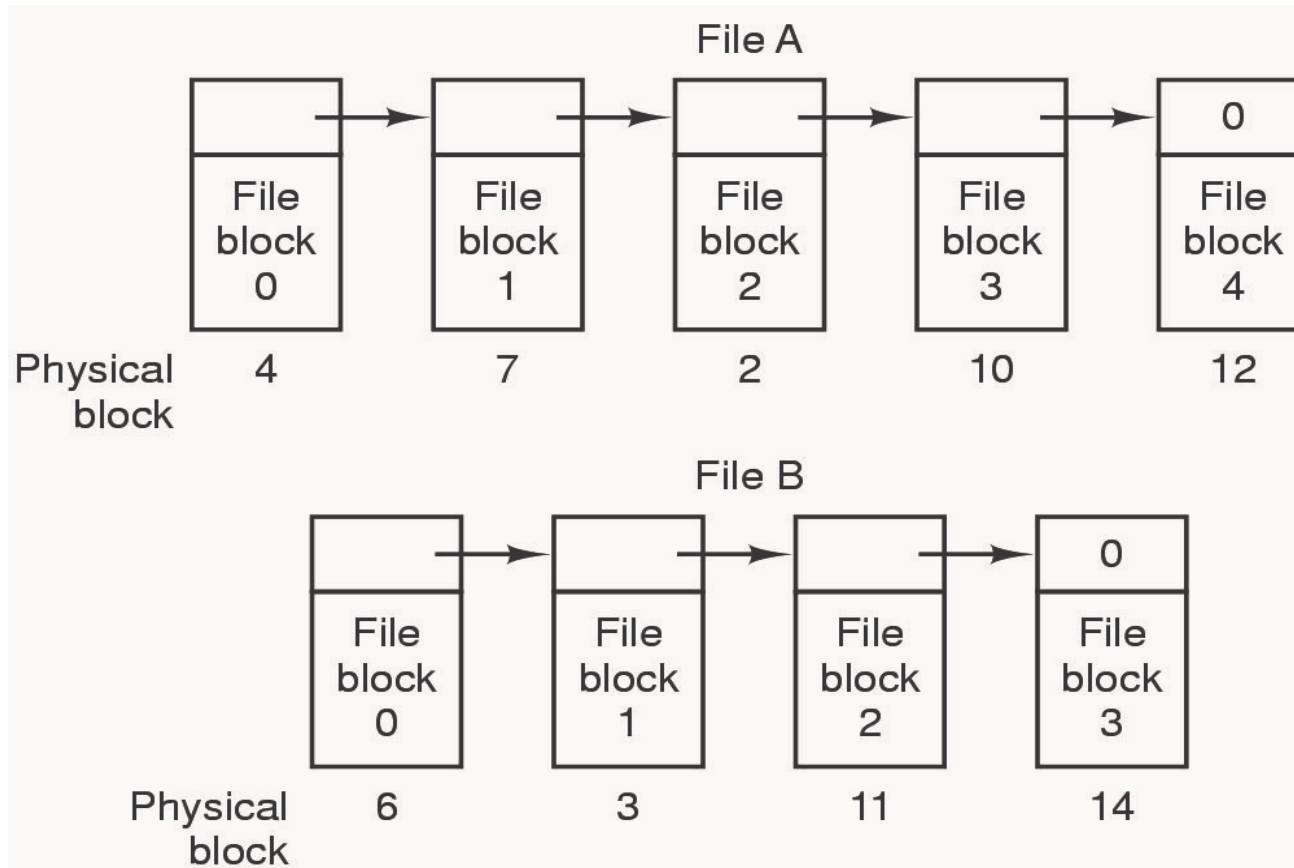 File A
0
File File File File File
block block block block block
0 1 2 3 4
Physical 4 7 2 10 12
block
File B
0
File File File File
block block block block
0 1 2 3
Physical 6 3 11 14
block